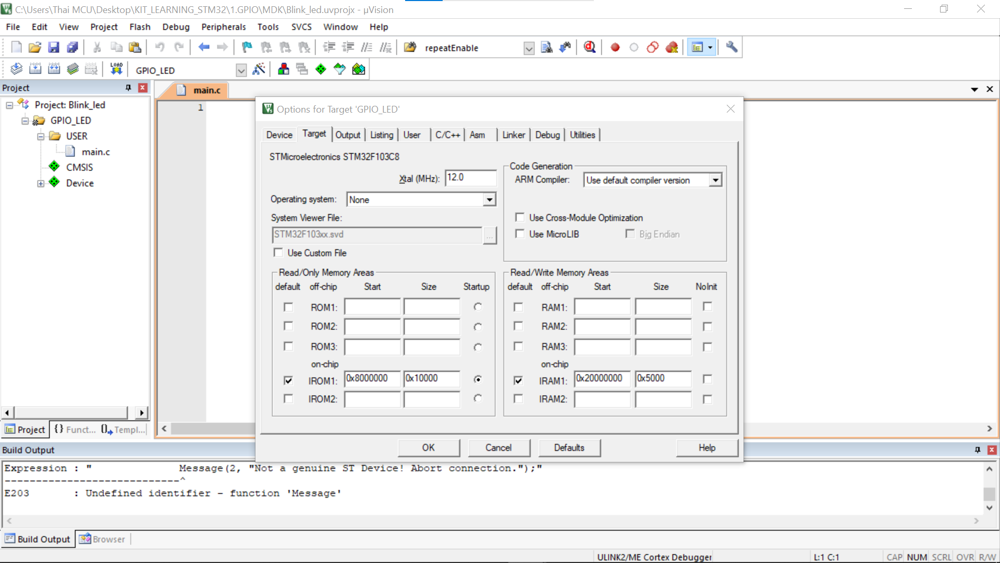 C:\Users\Thai MCU\Desktop\KIT_LEARNING_STM32\1.GPIO\MDK\Blink_led.uvprojx - µVision
File Edit View Project Flash Debug Peripherals Tools SVCS Window Help
repeatEnable
LOAD GPIO_LED
Project
main.c
Project: Blink_led
GPIO_LED
USER
main.c
CMSIS
Device
1
Options for Target 'GPIO_LED'
Device Target Output Listing User C/C++ Asm Linker Debug Utilities
STMicroelectronics STM32F103C8
Xtal (MHz): 12.0
Operating system: None
System Viewer File:
STM32F103xx.svd ...
Use Custom File
Code Generation
ARM Compiler: Use default compiler version
Use Cross-Module Optimization
Use MicroLIB Big Endian
Read/Only Memory Areas
default off-chip Start Size Startup
ROM1:
ROM2:
ROM3:
on-chip
IROM1: 0x8000000 0x10000
IROM2:
Read/Write Memory Areas
default off-chip Start Size NoInit
RAM1:
RAM2:
RAM3:
on-chip
IRAM1: 0x20000000 0x5000
IRAM2:
OK Cancel Defaults Help
Project {} Funct... Templ...
Build Output
Expression : " Message(2, "Not a genuine ST Device! Abort connection.");"
----------------------------^
E203 : Undefined identifier - function 'Message'
Build Output Browser
ULINK2/ME Cortex Debugger L:1 C:1 CAP NUM SCRL OVR R/W